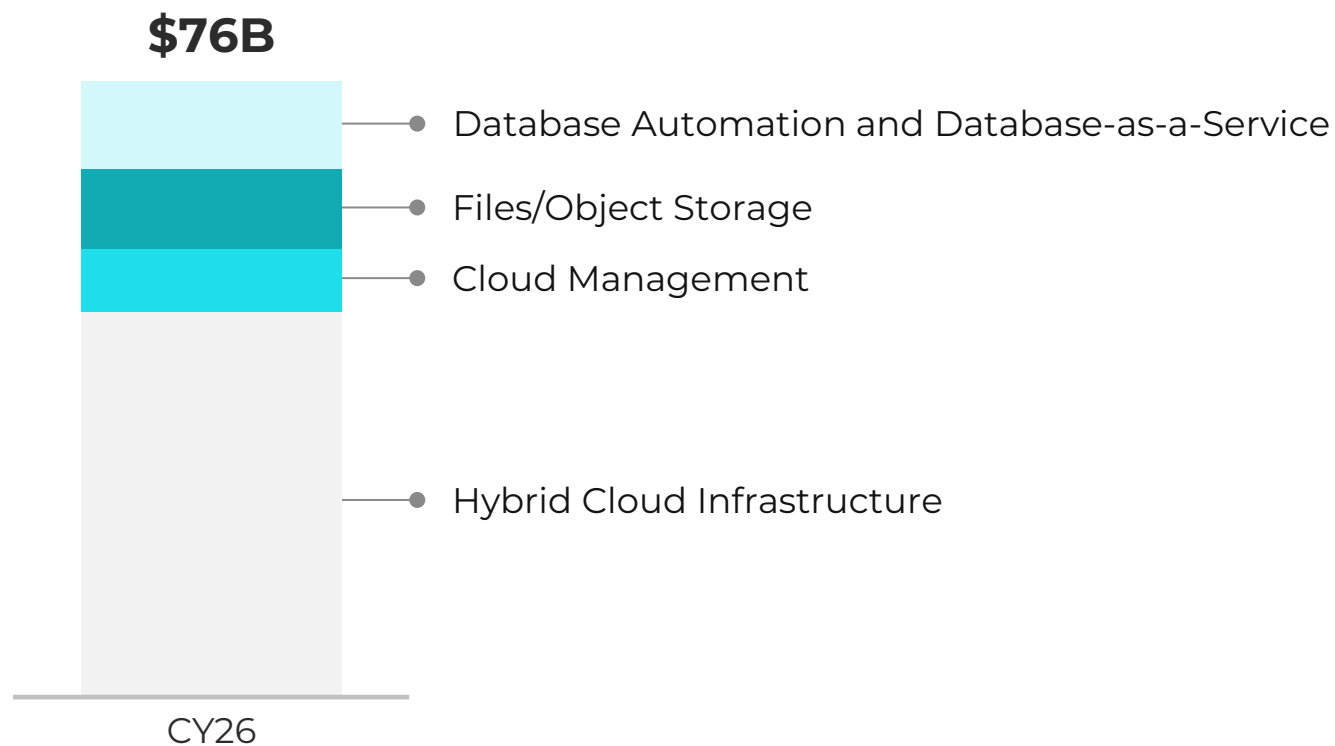 $76B
Database Automation and Database-as-a-Service
Files/Object Storage
Cloud Management
Hybrid Cloud Infrastructure
CY26